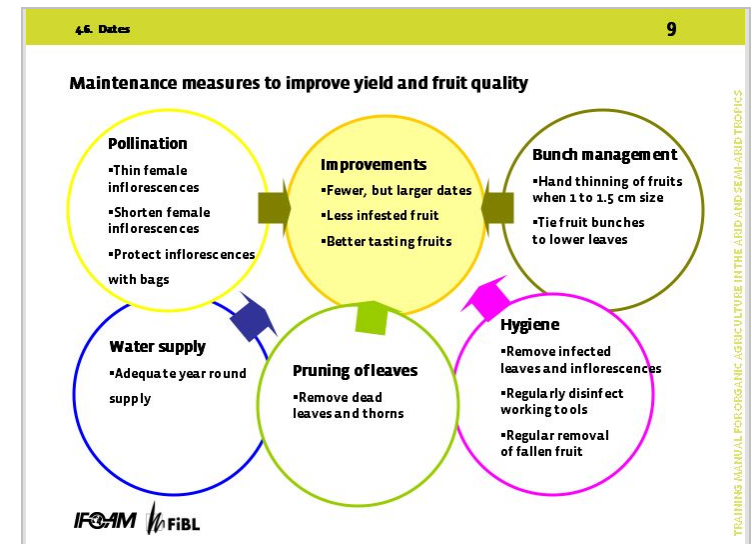 4.6. Dates
9
Maintenance measures to improve yield and fruit quality
Pollination
▪Thin female
inflorescences
▪Shorten female
inflorescences
▪Protect inflorescences
with bags
Improvements
▪Fewer, but larger dates
▪Less infested fruit
▪Better tasting fruits
Bunch management
▪Hand thinning of fruits
when 1 to 1.5 cm size
▪Tie fruit bunches
to lower leaves
Water supply
▪Adequate year round
supply
Pruning of leaves
▪Remove dead
leaves and thorns
Hygiene
▪Remove infected
leaves and inflorescences
▪Regularly disinfect
working tools
▪Regular removal
of fallen fruit
IFOAM FiBL
TRAINING MANUAL FOR ORGANIC AGRICULTURE IN THE ARID AND SEMI-ARID TROPICS